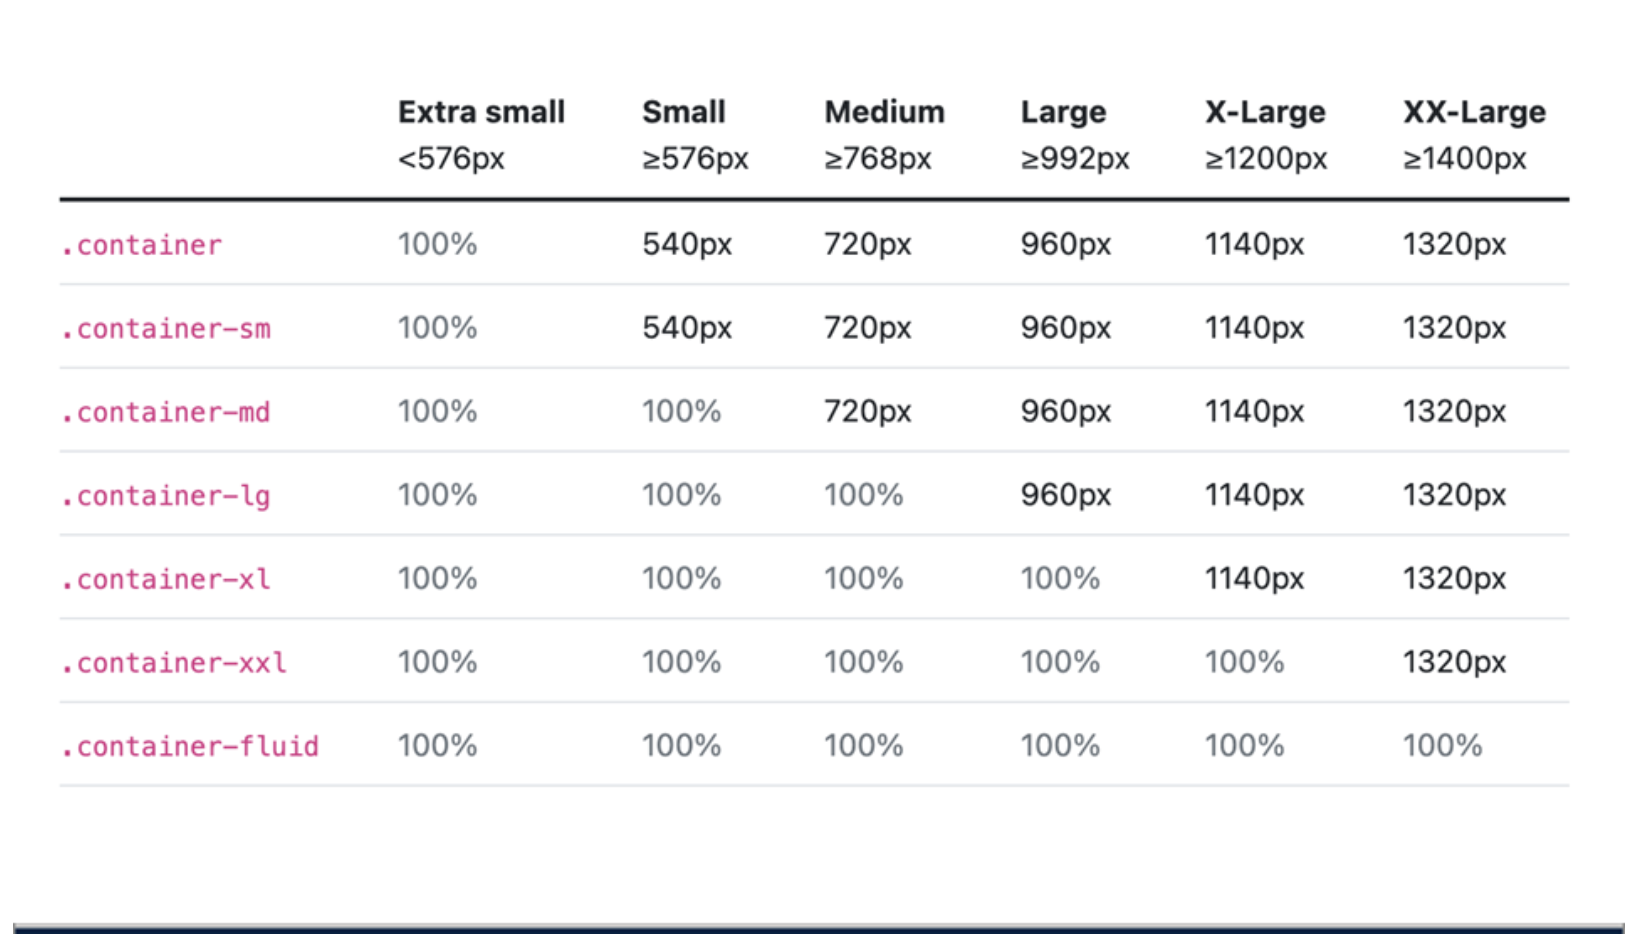 Extra small Small Medium Large X-Large XX-Large
<576px ≥576px ≥768px ≥992px ≥1200px ≥1400px
.container 100% 540px 720px 960px 1140px 1320px
.container-sm 100% 540px 720px 960px 1140px 1320px
.container-md 100% 100% 720px 960px 1140px 1320px
.container-lg 100% 100% 100% 960px 1140px 1320px
.container-xl 100% 100% 100% 100% 1140px 1320px
.container-xxl 100% 100% 100% 100% 100% 1320px
.container-fluid 100% 100% 100% 100% 100% 100%